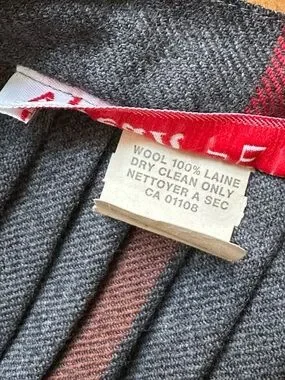 WOOL 100% LAINE
DRY CLEAN ONLY
NETTOYER A SEC
CA 01108